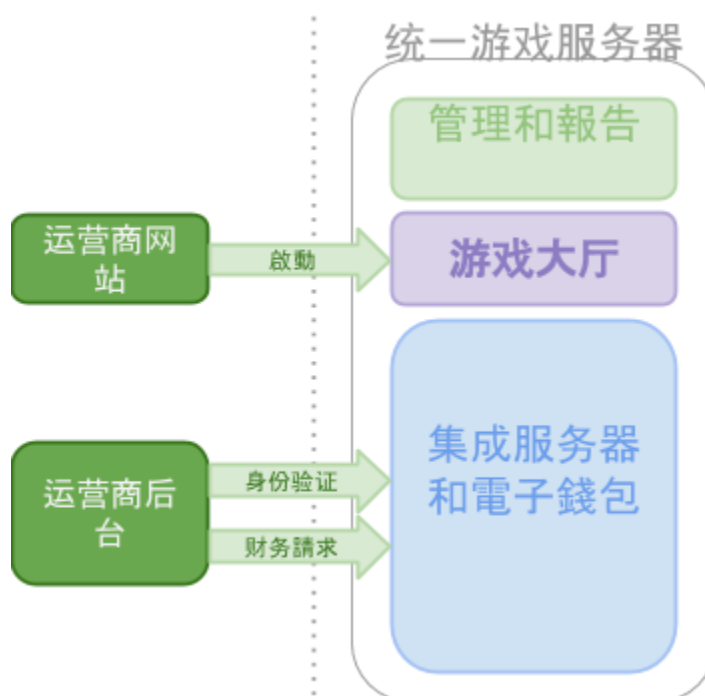 统一游戏服务器
管理和報告
运营商网
站
啟動
游戏大厅
集成服务器
和電子錢包
运营商后
台
身份验证
财务請求